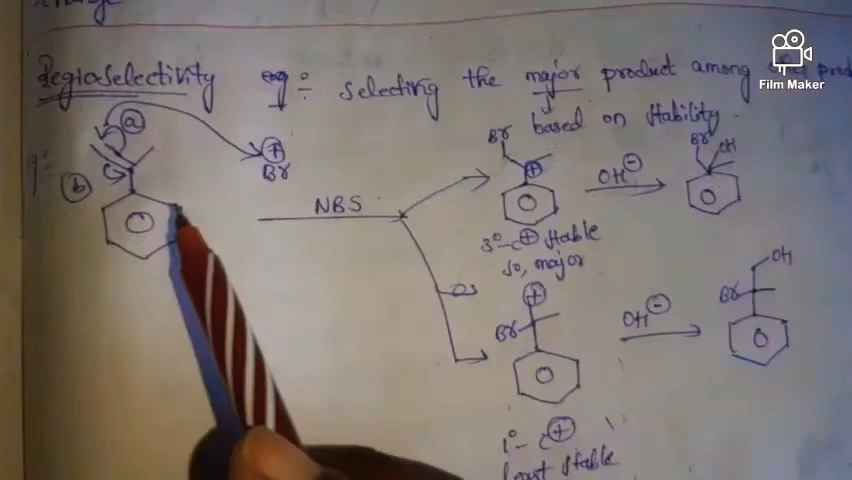 Regioselectivity eg:- selecting the major product among
Film Maker
based on stability.
a
Br
Br
Br OH
b
NBS
OH
3°-C⊕ stable
so, major
OH
Br
OH
Br
1°-C⊕
least stable